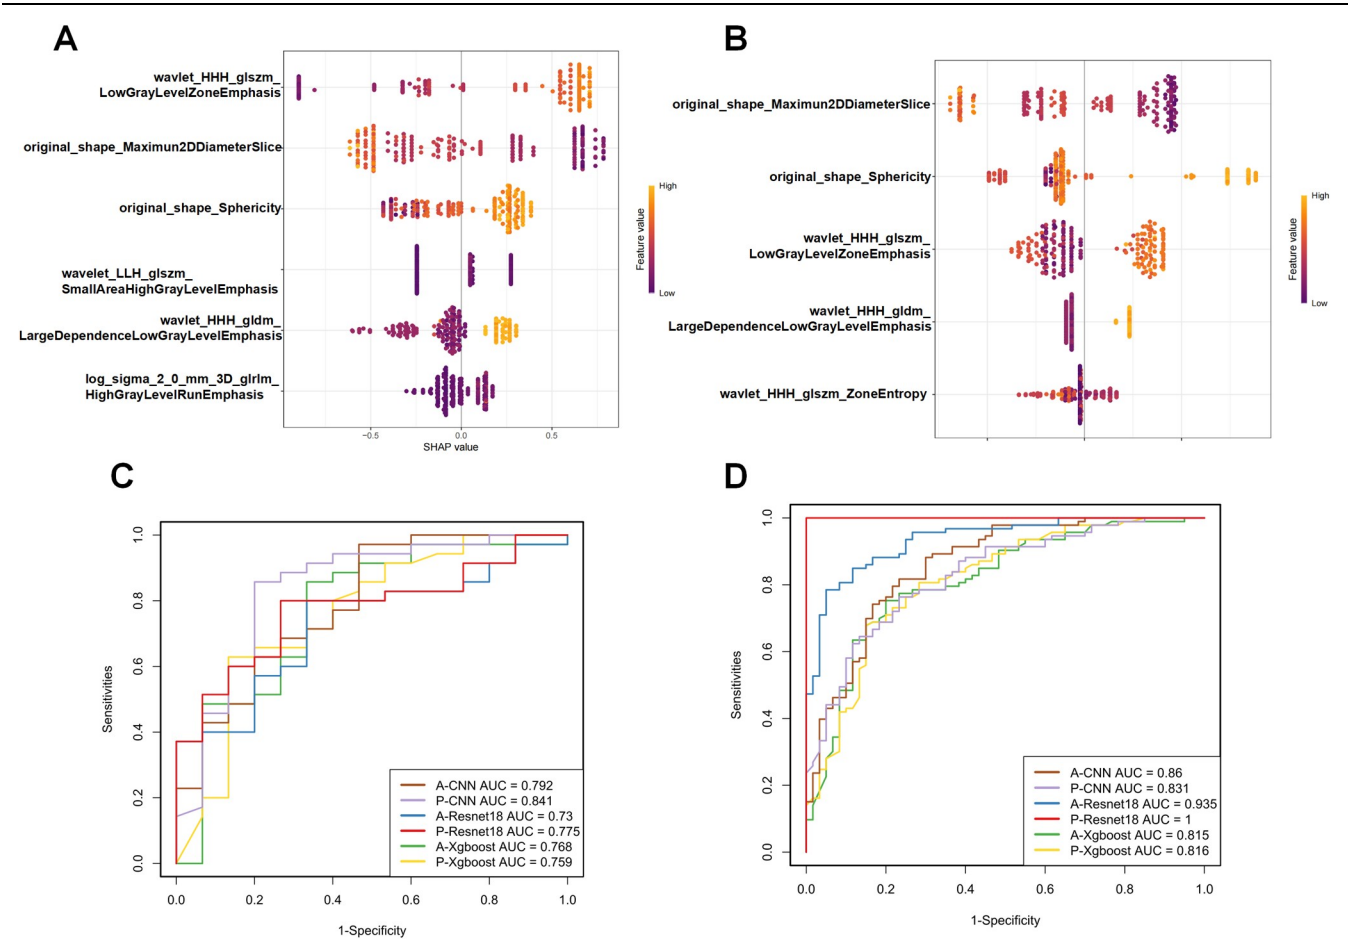 A
wavlet_HHH_glszm_
LowGrayLevelZoneEmphasis
original_shape_Maximun2DDiameterSlice
original_shape_Sphericity
wavelet_LLH_glszm_
SmallAreaHighGrayLevelEmphasis
wavlet_HHH_gldm_
LargeDependenceLowGrayLevelEmphasis
log_sigma_2_0_mm_3D_glrlm_
HighGrayLevelRunEmphasis
−0.5 0.0 0.5
SHAP value
High
Feature value
Low
B
original_shape_Maximun2DDiameterSlice
original_shape_Sphericity
wavlet_HHH_glszm_
LowGrayLevelZoneEmphasis
wavlet_HHH_gldm_
LargeDependenceLowGrayLevelEmphasis
wavlet_HHH_glszm_ZoneEntropy
High
Feature value
Low
C
Sensitivities
1.0
0.8
0.6
0.4
0.2
0.0
A-CNN AUC = 0.792
P-CNN AUC = 0.841
A-Resnet18 AUC = 0.73
P-Resnet18 AUC = 0.775
A-Xgboost AUC = 0.768
P-Xgboost AUC = 0.759
0.0 0.2 0.4 0.6 0.8 1.0
1-Specificity
D
Sensitivities
1.0
0.8
0.6
0.4
0.2
0.0
A-CNN AUC = 0.86
P-CNN AUC = 0.831
A-Resnet18 AUC = 0.935
P-Resnet18 AUC = 1
A-Xgboost AUC = 0.815
P-Xgboost AUC = 0.816
0.0 0.2 0.4 0.6 0.8 1.0
1-Specificity